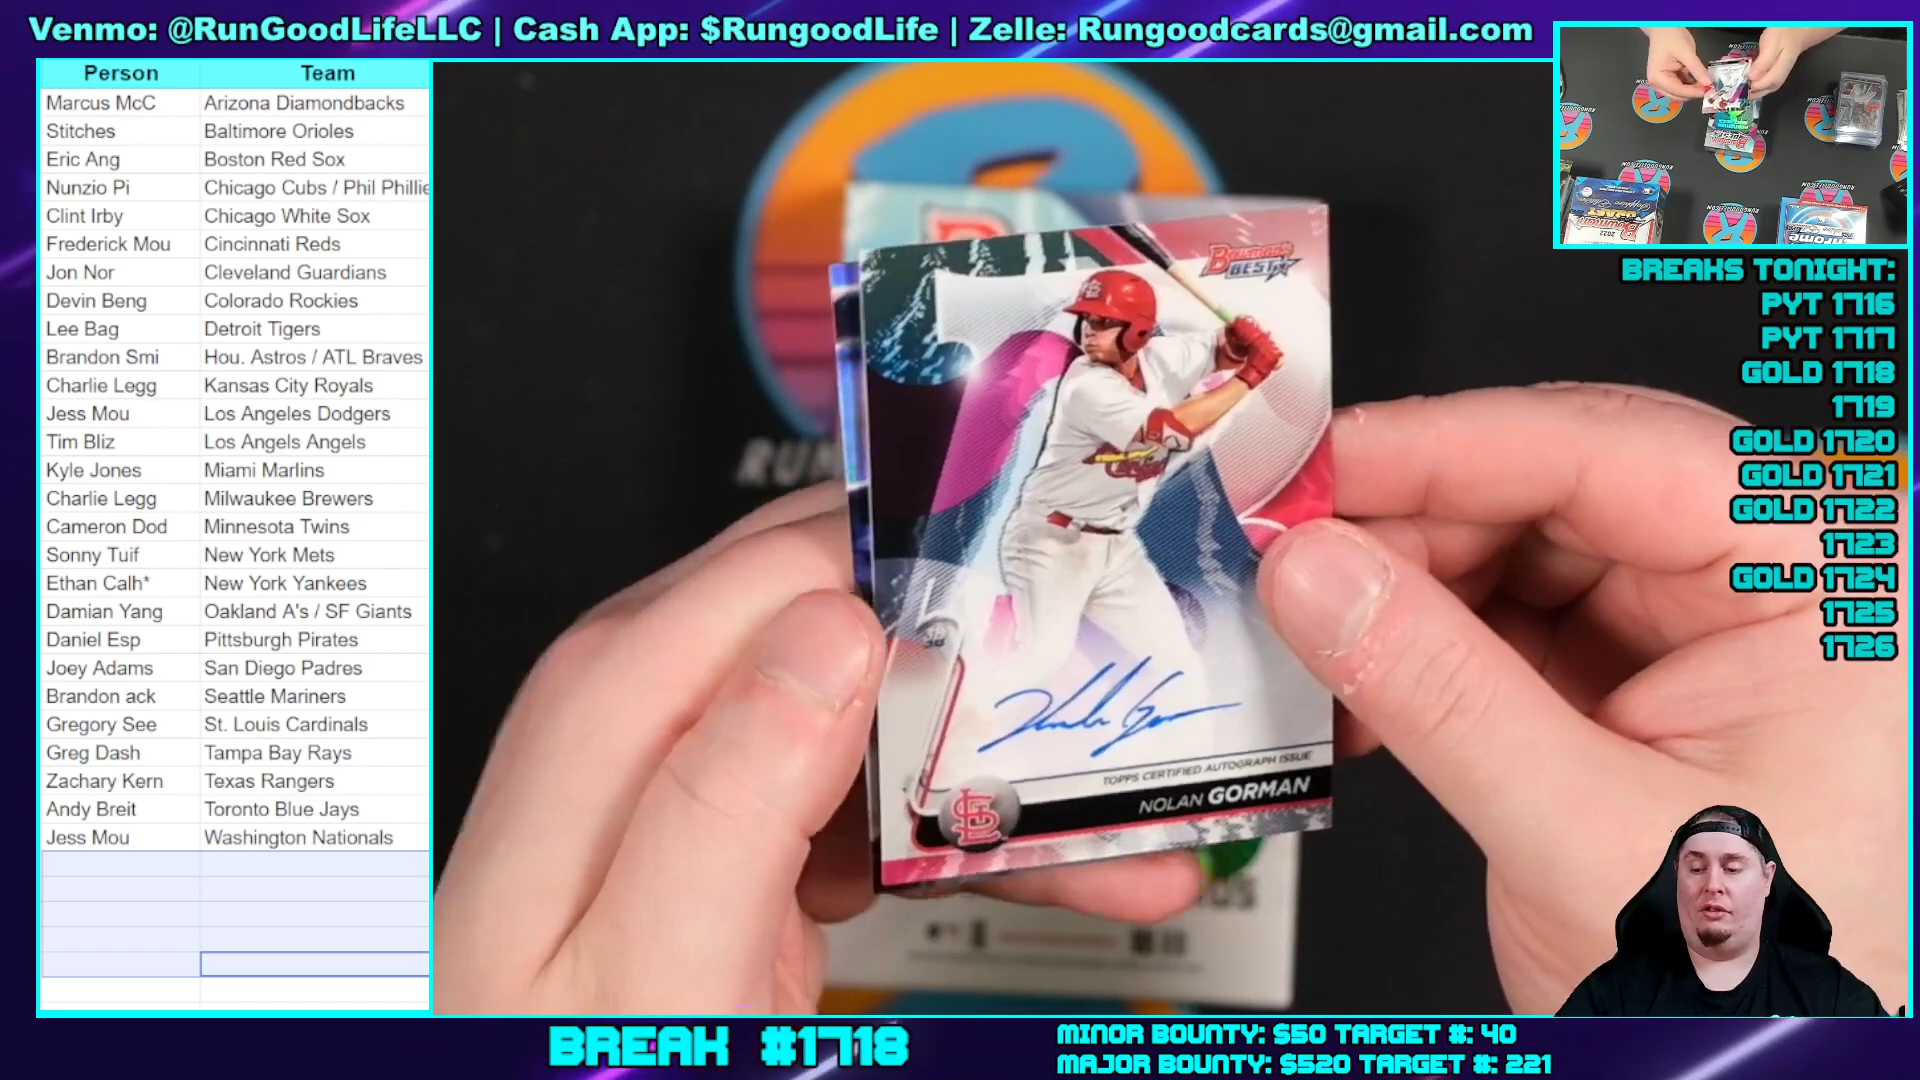 Venmo: @RunGoodLifeLLC | Cash App: $RungoodLife | Zelle: Rungoodcards@gmail.com
Person Team
Marcus McC Arizona Diamondbacks
Stitches Baltimore Orioles
Eric Ang Boston Red Sox
Nunzio Pi Chicago Cubs / Phil Phillie
Clint Irby Chicago White Sox
Frederick Mou Cincinnati Reds
Jon Nor Cleveland Guardians
Devin Beng Colorado Rockies
Lee Bag Detroit Tigers
Brandon Smi Hou. Astros / ATL Braves
Charlie Legg Kansas City Royals
Jess Mou Los Angeles Dodgers
Tim Bliz Los Angels Angels
Kyle Jones Miami Marlins
Charlie Legg Milwaukee Brewers
Cameron Dod Minnesota Twins
Sonny Tuif New York Mets
Ethan Calh* New York Yankees
Damian Yang Oakland A's / SF Giants
Daniel Esp Pittsburgh Pirates
Joey Adams San Diego Padres
Brandon ack Seattle Mariners
Gregory See St. Louis Cardinals
Greg Dash Tampa Bay Rays
Zachary Kern Texas Rangers
Andy Breit Toronto Blue Jays
Jess Mou Washington Nationals
RUN
BOWMAN'S
BEST
Cardinals
Nolan Gorman
TOPPS CERTIFIED AUTOGRAPH ISSUE
NOLAN GORMAN
STL
BREAKS TONIGHT:
PYT 1716
PYT 1717
GOLD 1718
1719
GOLD 1720
GOLD 1721
GOLD 1722
1723
GOLD 1724
1725
1726
BREAK #1718
MINOR BOUNTY: $50 TARGET #: 40
MAJOR BOUNTY: $520 TARGET #: 221